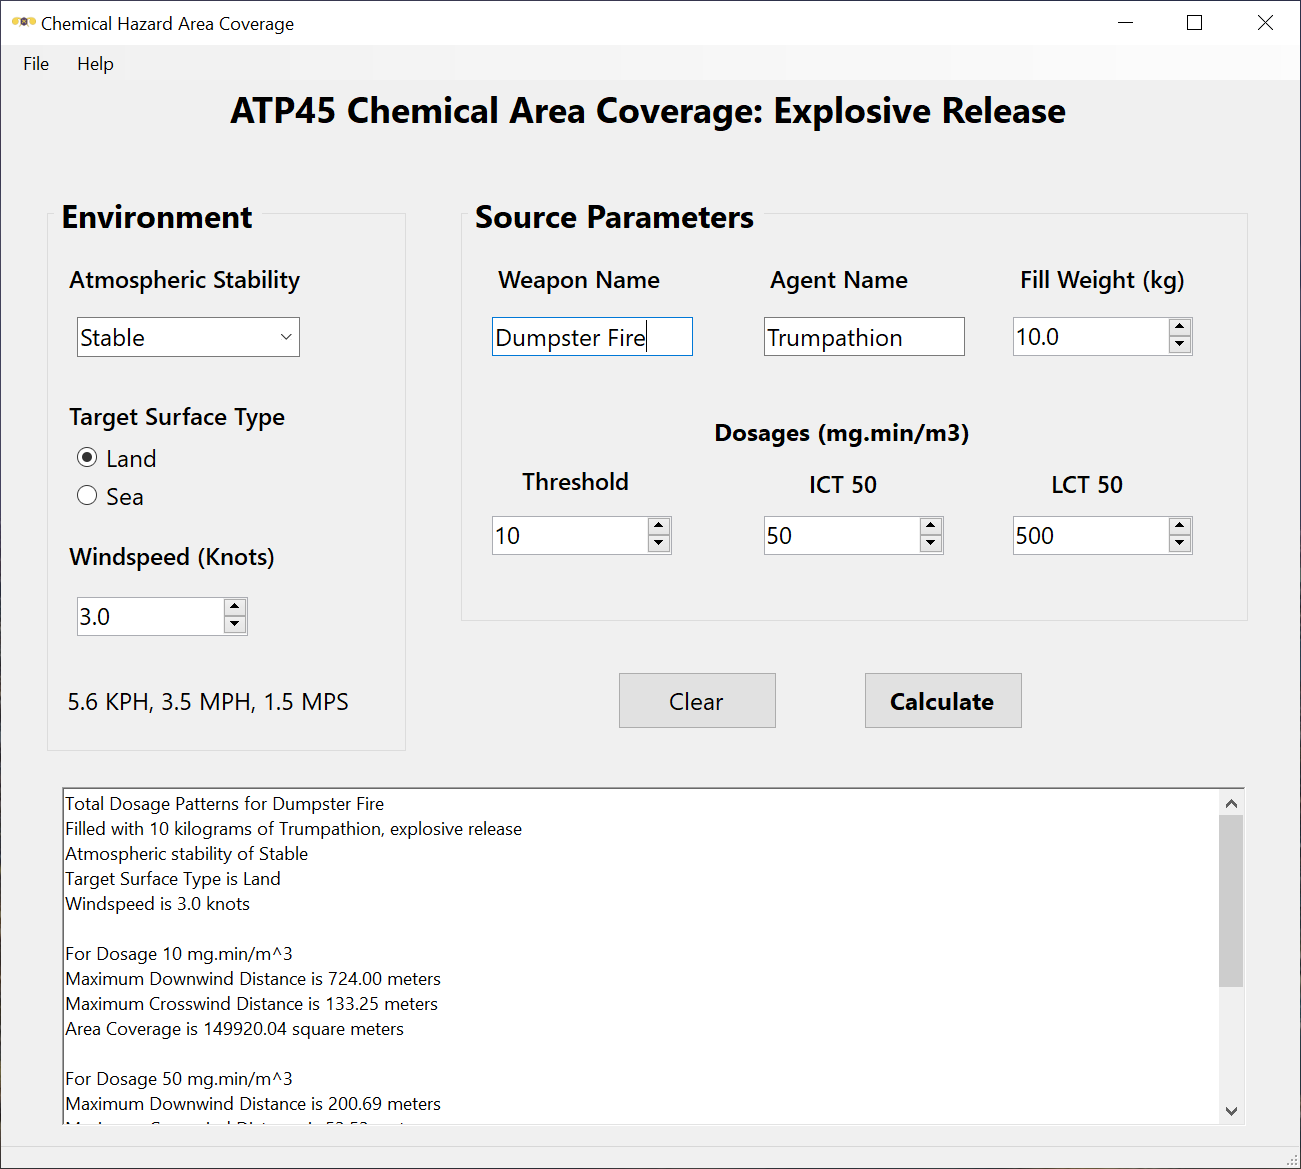 Chemical Hazard Area Coverage
File Help
ATP45 Chemical Area Coverage: Explosive Release
Environment
Atmospheric Stability
Stable
Target Surface Type
Land
Sea
Windspeed (Knots)
3.0
5.6 KPH, 3.5 MPH, 1.5 MPS
Source Parameters
Weapon Name Agent Name Fill Weight (kg)
Dumpster Fire Trumpathion 10.0
Dosages (mg.min/m3)
Threshold ICT 50 LCT 50
10 50 500
Clear Calculate
Total Dosage Patterns for Dumpster Fire
Filled with 10 kilograms of Trumpathion, explosive release
Atmospheric stability of Stable
Target Surface Type is Land
Windspeed is 3.0 knots
For Dosage 10 mg.min/m^3
Maximum Downwind Distance is 724.00 meters
Maximum Crosswind Distance is 133.25 meters
Area Coverage is 149920.04 square meters
For Dosage 50 mg.min/m^3
Maximum Downwind Distance is 200.69 meters